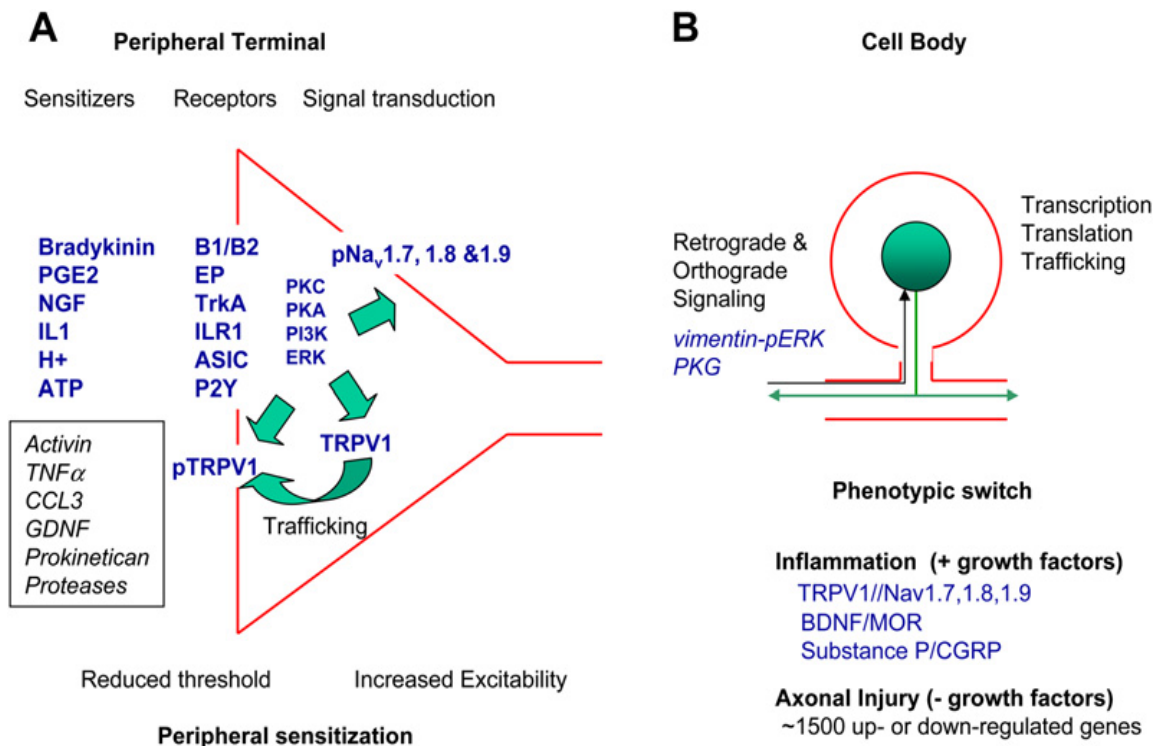 A
Peripheral Terminal
Sensitizers Receptors Signal transduction
Bradykinin
PGE2
NGF
IL1
H+
ATP
B1/B2
EP
TrkA
ILR1
ASIC
P2Y
PKC
PKA
PI3K
ERK
pNav1.7, 1.8 &1.9
Activin
TNFα
CCL3
GDNF
Prokinetican
Proteases
pTRPV1
TRPV1
Trafficking
Reduced threshold
Increased Excitability
Peripheral sensitization
B
Cell Body
Retrograde &
Orthograde
Signaling
vimentin-pERK
PKG
Transcription
Translation
Trafficking
Phenotypic switch
Inflammation (+ growth factors)
TRPV1//Nav1.7,1.8,1.9
BDNF/MOR
Substance P/CGRP
Axonal Injury (- growth factors)
~1500 up- or down-regulated genes